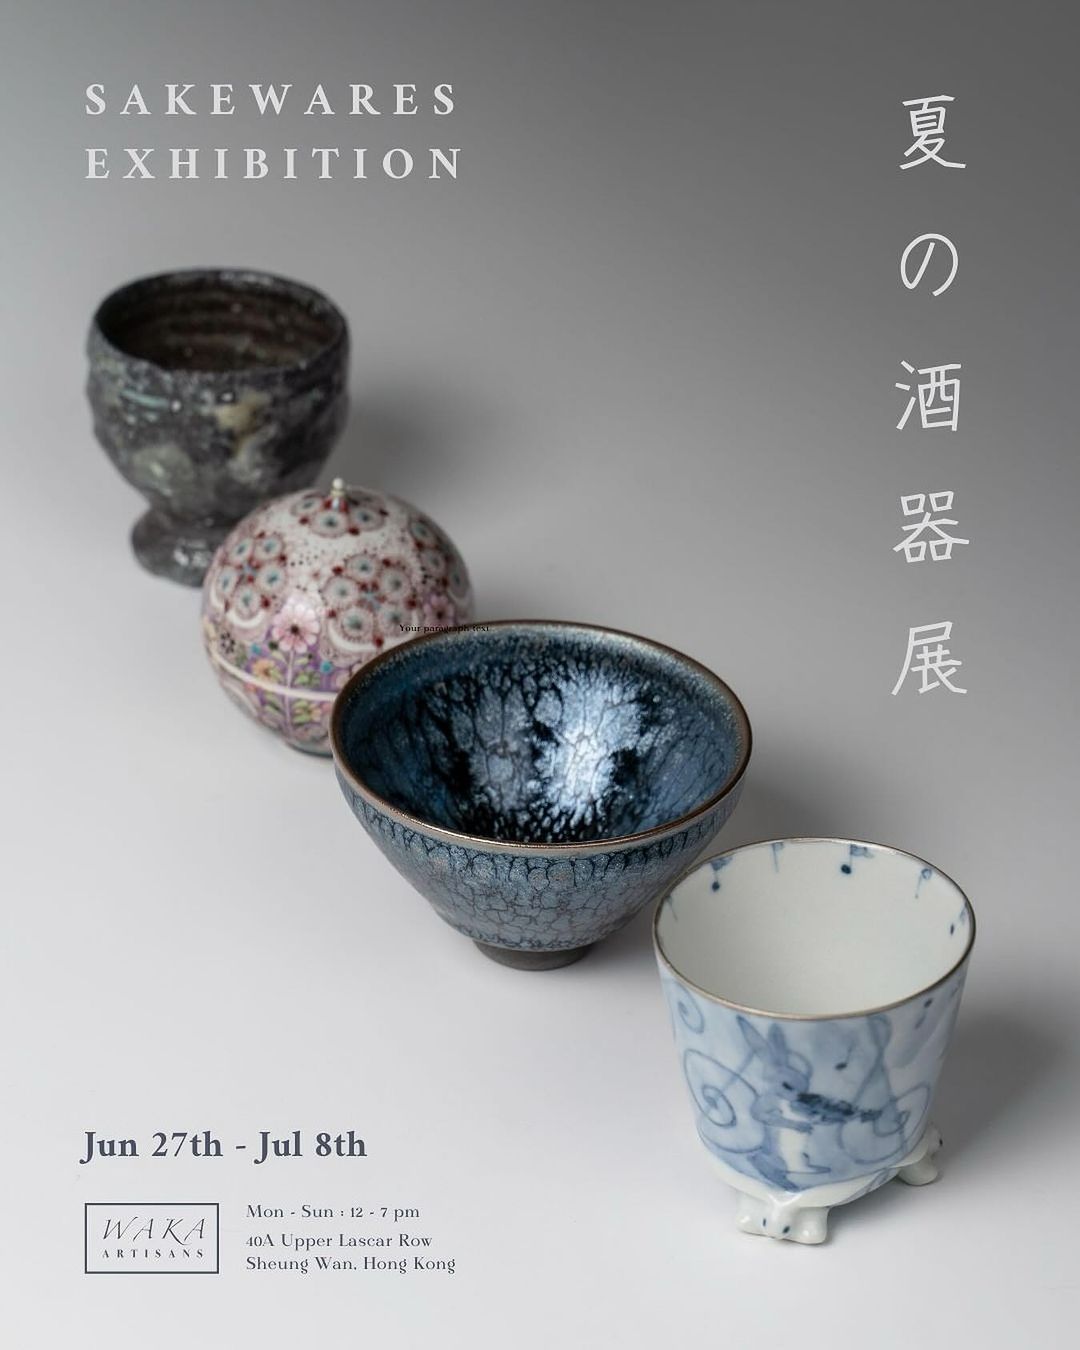 SAKEWARES
EXHIBITION
夏の酒器展
Your paragraph text
Jun 27th - Jul 8th
WAKA
ARTISANS
Mon - Sun : 12 - 7 pm
40A Upper Lascar Row
Sheung Wan, Hong Kong